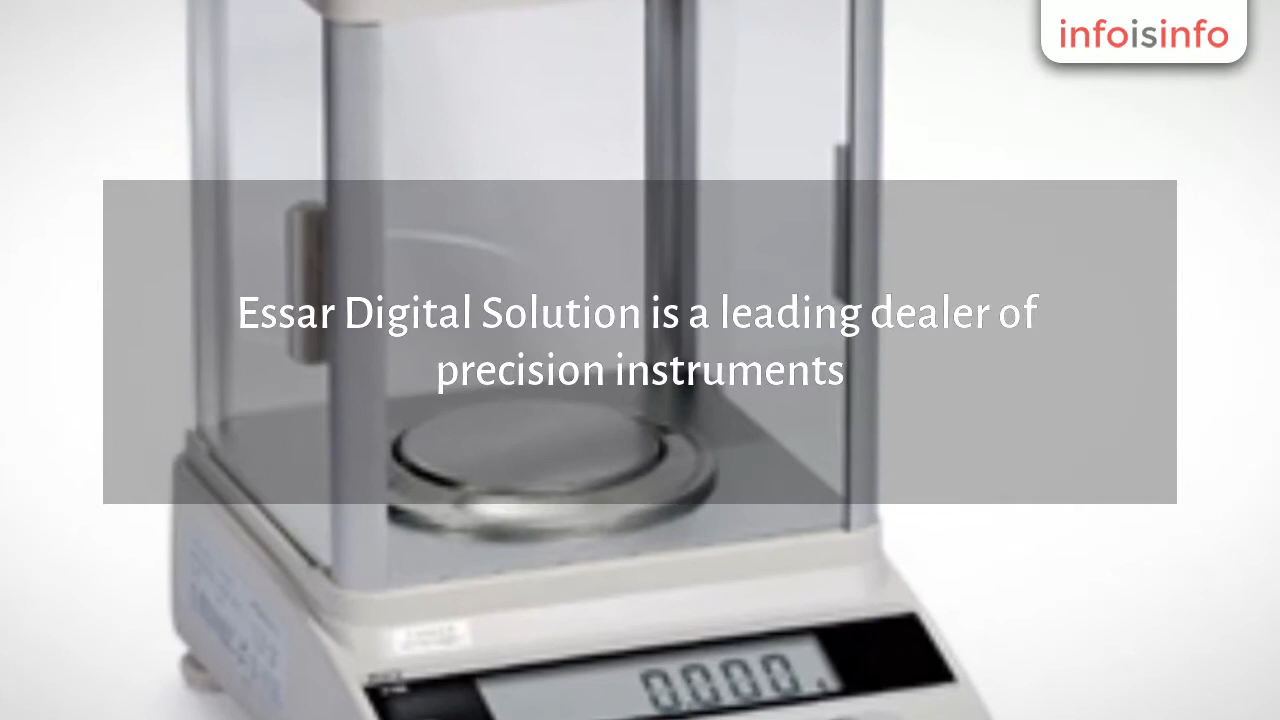 infoisinfo
Essar Digital Solution is a leading dealer of
precision instruments
0.000